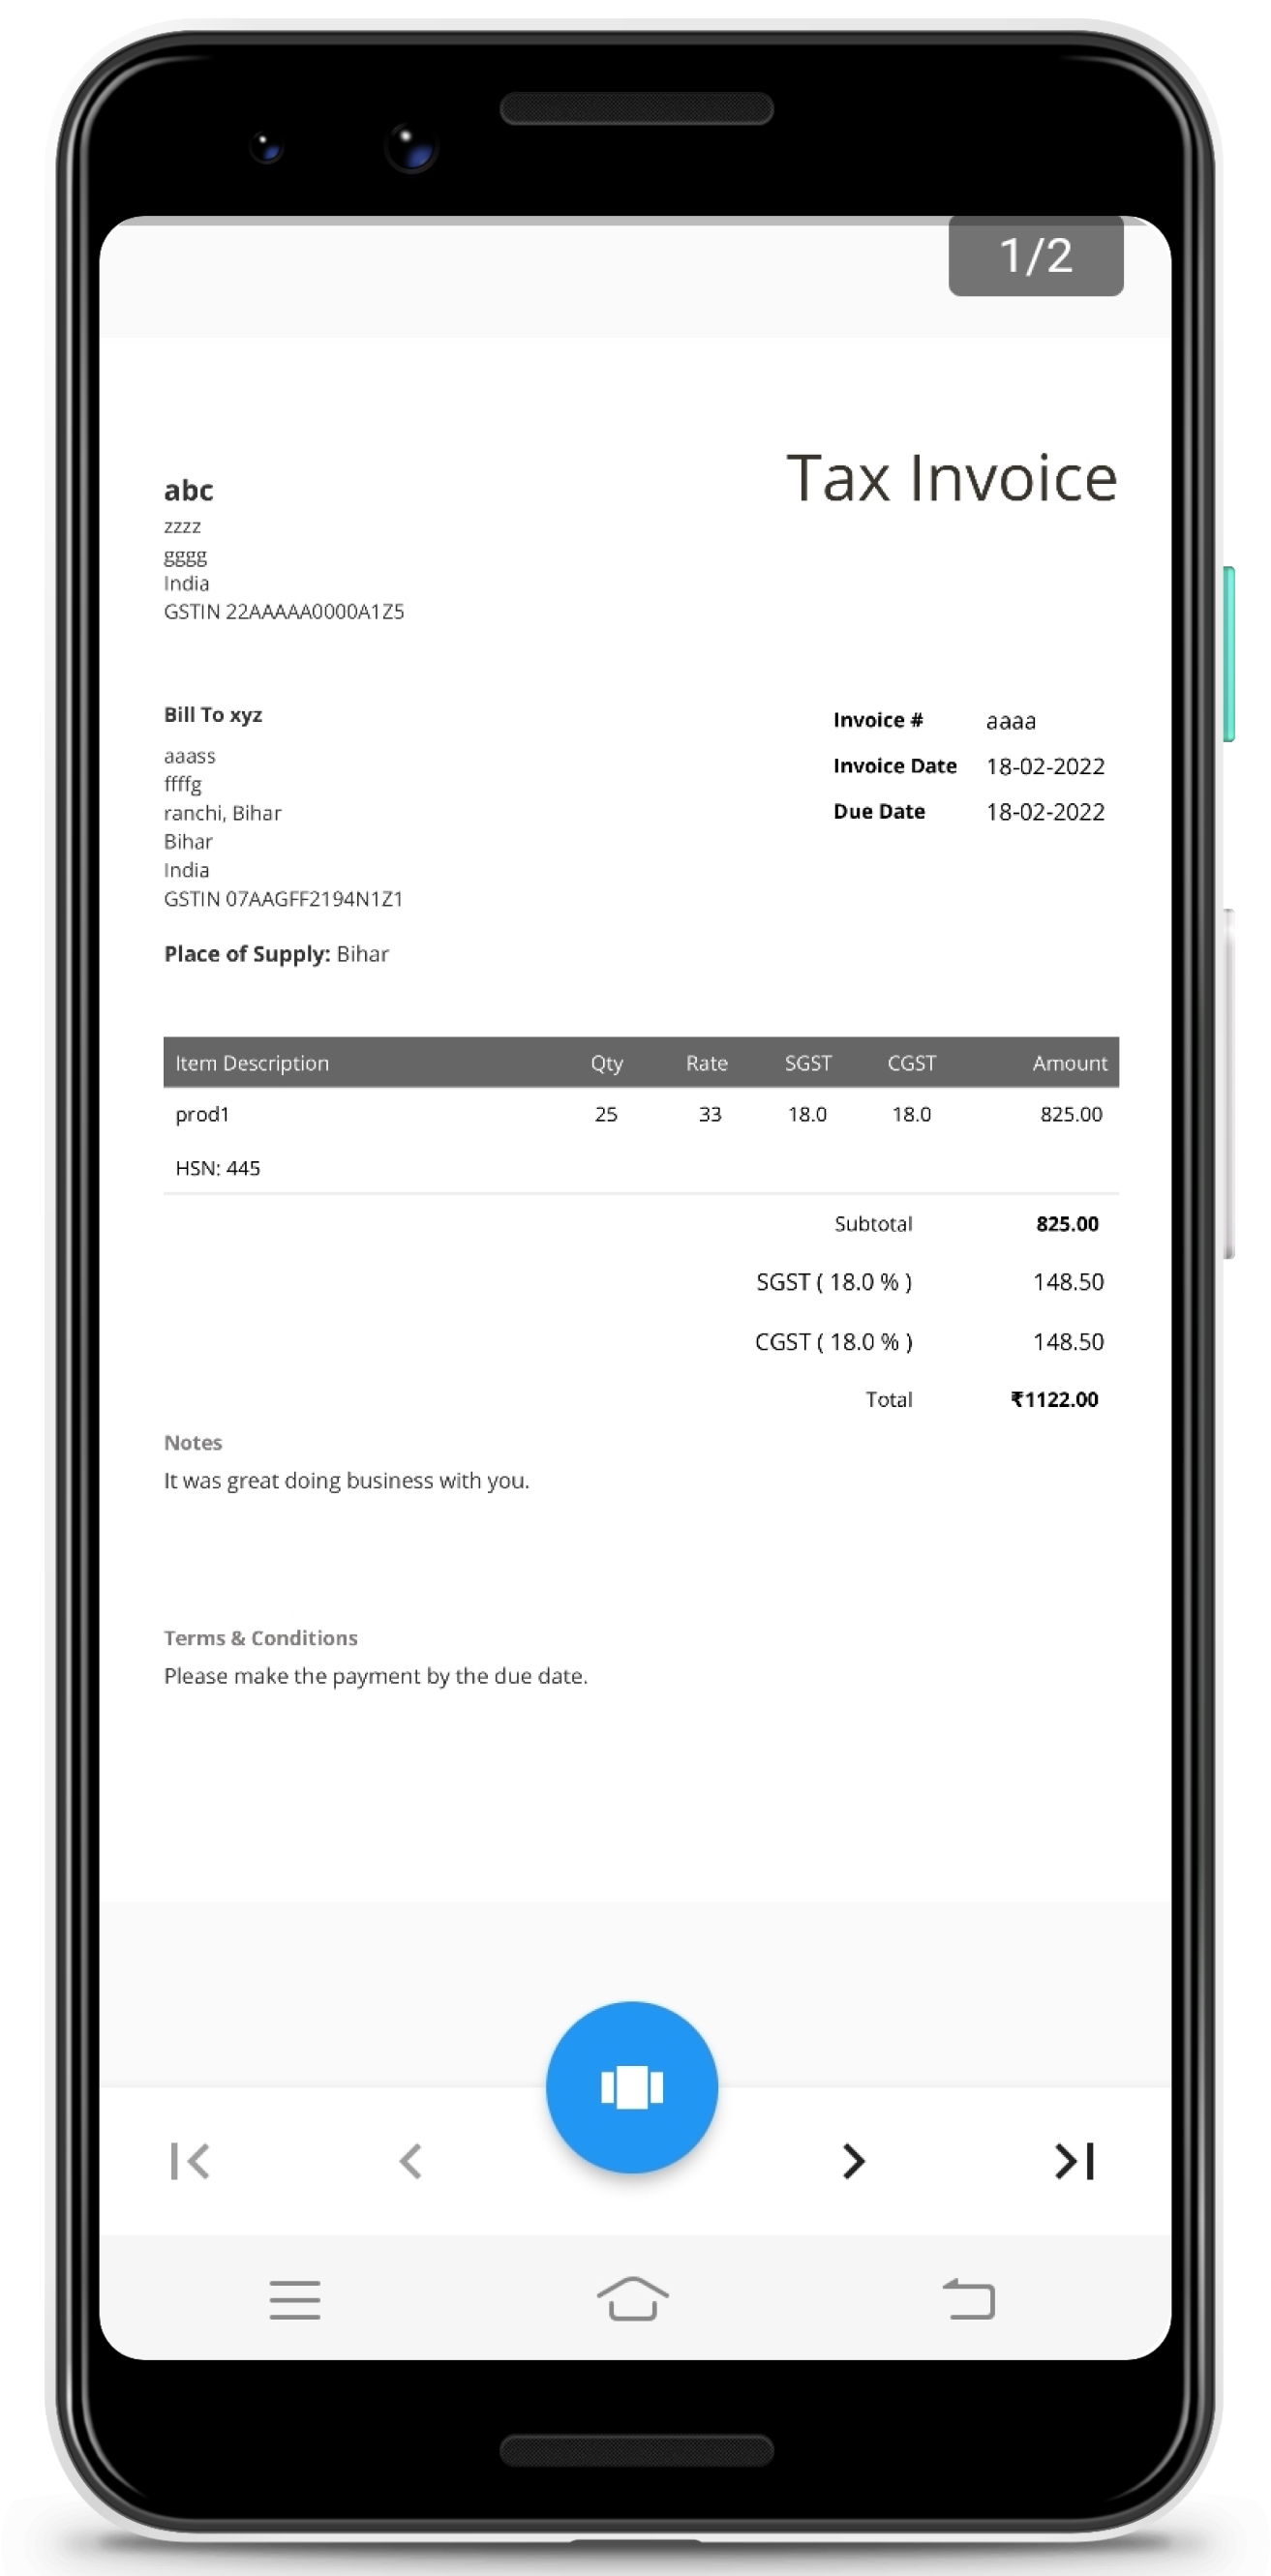 1/2
Tax Invoice
abc
zzzz
gggg
India
GSTIN 22AAAAA0000A1Z5
Bill To xyz
aaass
ffffg
ranchi, Bihar
Bihar
India
GSTIN 07AAGFF2194N1Z1
Place of Supply: Bihar
Invoice # aaaa
Invoice Date 18-02-2022
Due Date 18-02-2022
Item Description Qty Rate SGST CGST Amount
prod1 25 33 18.0 18.0 825.00
HSN: 445
Subtotal 825.00
SGST ( 18.0 % ) 148.50
CGST ( 18.0 % ) 148.50
Total ₹1122.00
Notes
It was great doing business with you.
Terms & Conditions
Please make the payment by the due date.